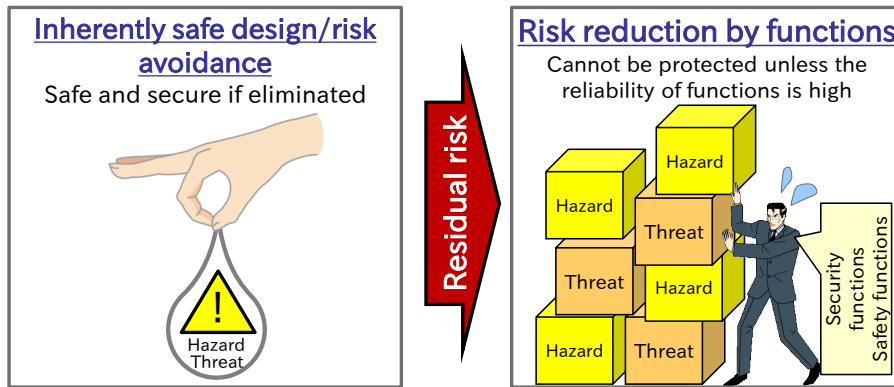 Inherently safe design/risk
avoidance
Safe and secure if eliminated
Hazard
Threat
Residual risk
Risk reduction by functions
Cannot be protected unless the
reliability of functions is high
Hazard
Hazard
Threat
Threat
Hazard
Hazard
Threat
Security
functions
Safety functions